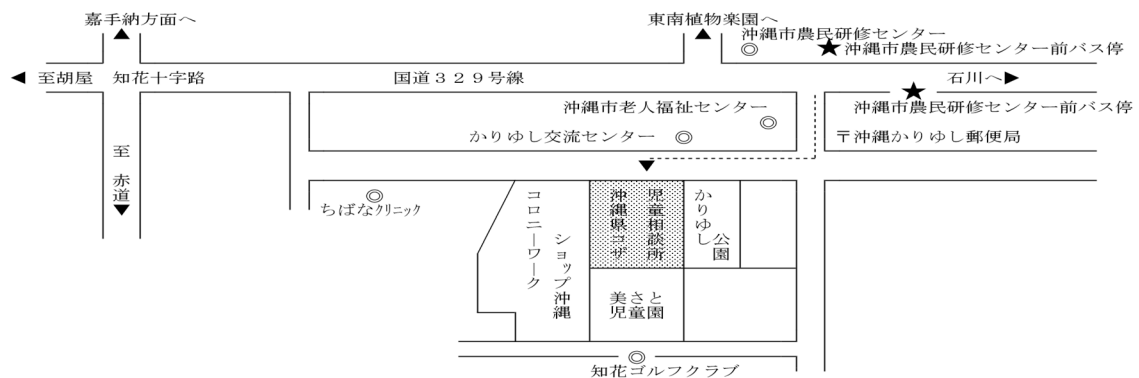 嘉手納方面へ
東南植物楽園へ
沖縄市農民研修センター
沖縄市農民研修センター前バス停
至胡屋
知花十字路
国道３２９号線
石川へ
沖縄市農民研修センター前バス停
沖縄市老人福祉センター
かりゆし交流センター
〒沖縄かりゆし郵便局
至 赤道
ちばなクリニック
コロニーワーク
ショップ沖縄
沖縄県コザ
児童相談所
かりゆし
公園
美さと
児童園
知花ゴルフクラブ